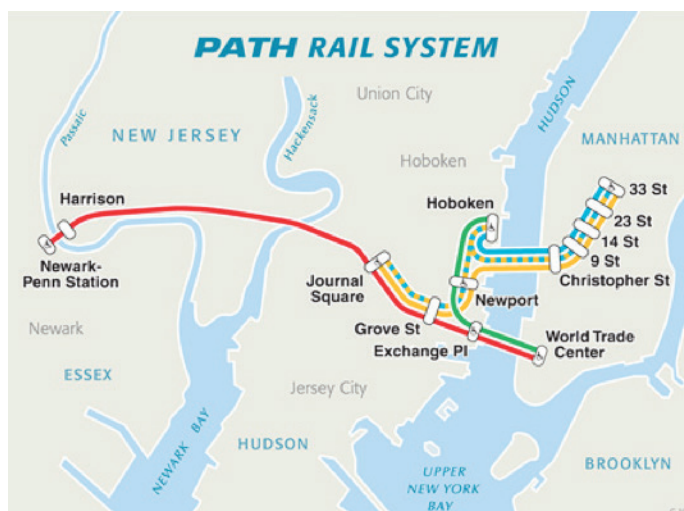 PATH RAIL SYSTEM
Union City
HUDSON
Passaic
NEW JERSEY
Hackensack
MANHATTAN
Hoboken
Harrison
Hoboken
33 St
23 St
14 St
9 St
Christopher St
Newark-
Penn Station
Journal
Square
Newport
Grove St
Exchange Pl
World Trade
Center
Newark
ESSEX
Jersey City
NEWARK BAY
HUDSON
UPPER
NEW YORK
BAY
BROOKLYN